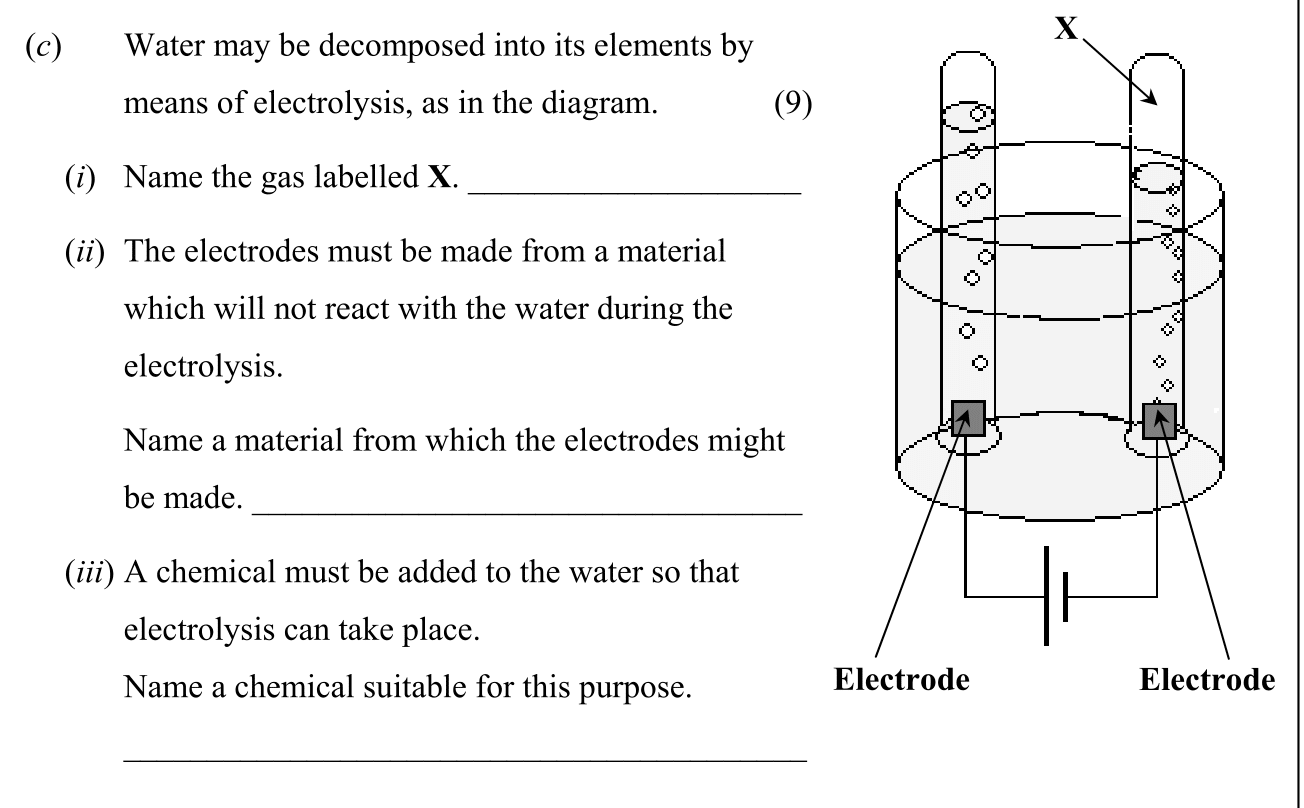 (c) Water may be decomposed into its elements by
means of electrolysis, as in the diagram. (9)
(i) Name the gas labelled X. ____________________
(ii) The electrodes must be made from a material
which will not react with the water during the
electrolysis.
Name a material from which the electrodes might
be made. _________________________________
(iii) A chemical must be added to the water so that
electrolysis can take place.
Name a chemical suitable for this purpose.
_________________________________________
X
Electrode Electrode